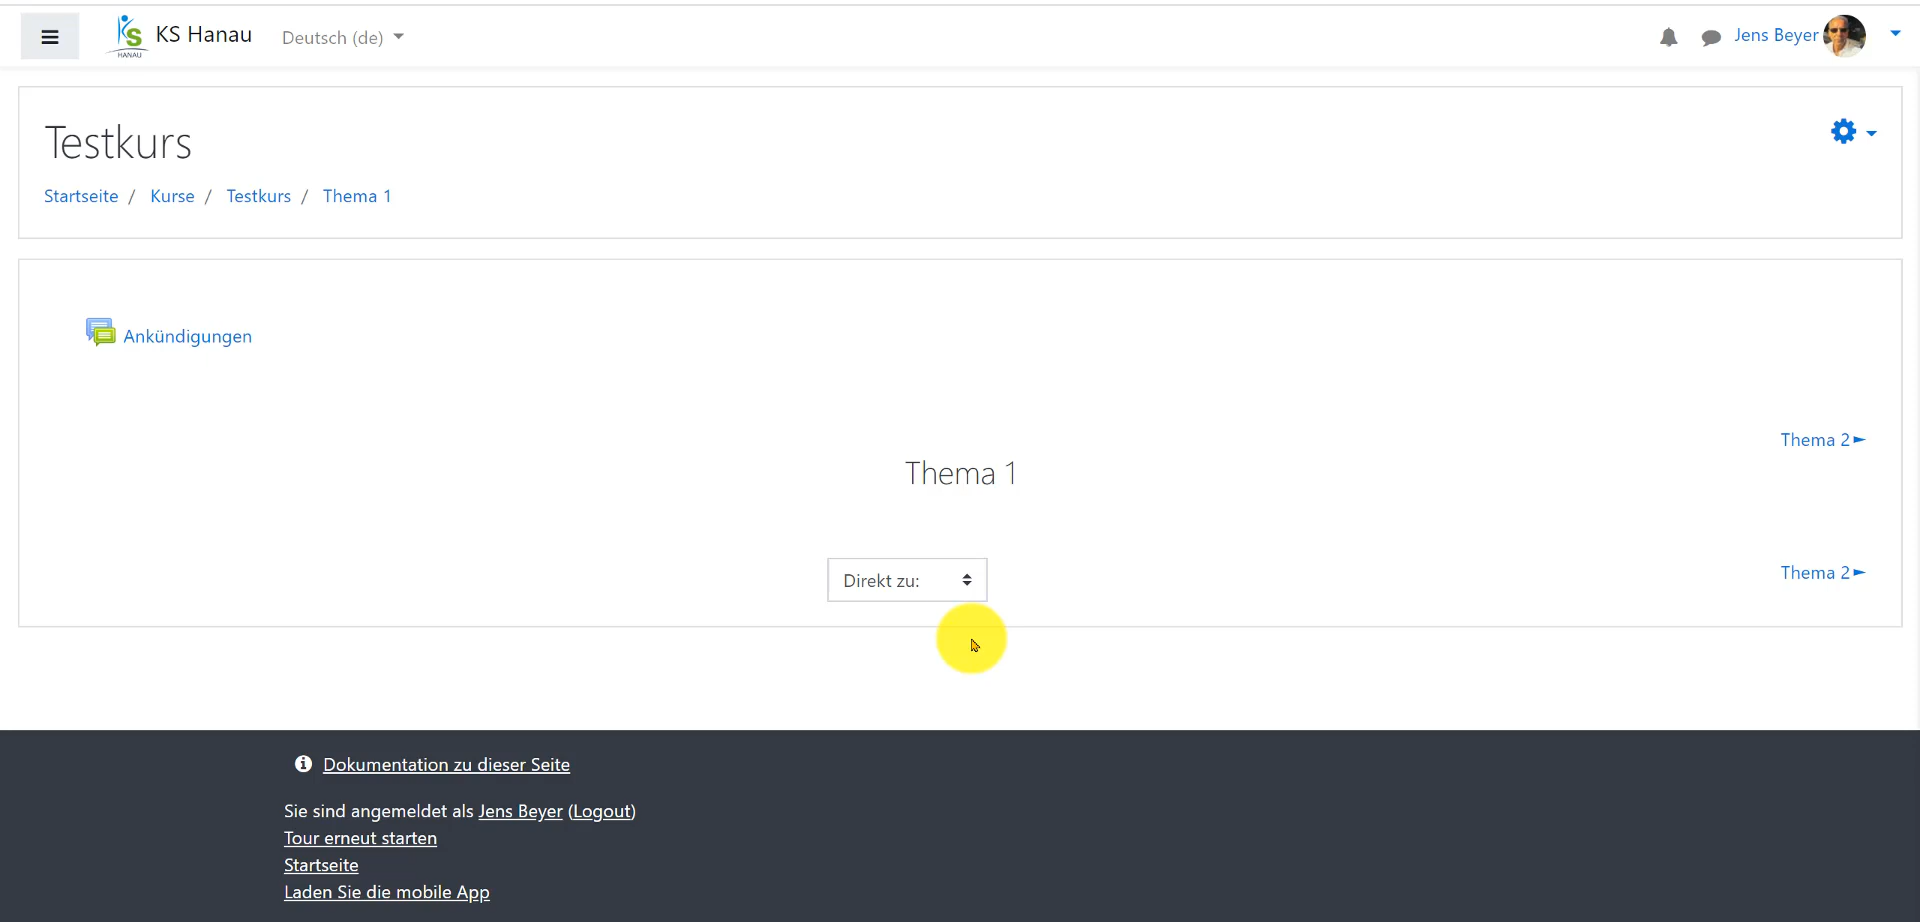 KS Hanau
Deutsch (de)
Jens Beyer
KS
HANAU
Testkurs
Startseite / Kurse / Testkurs / Thema 1
Ankündigungen
Thema 2►
Thema 1
Direkt zu:
Thema 2►
Dokumentation zu dieser Seite
Sie sind angemeldet als Jens Beyer (Logout)
Tour erneut starten
Startseite
Laden Sie die mobile App